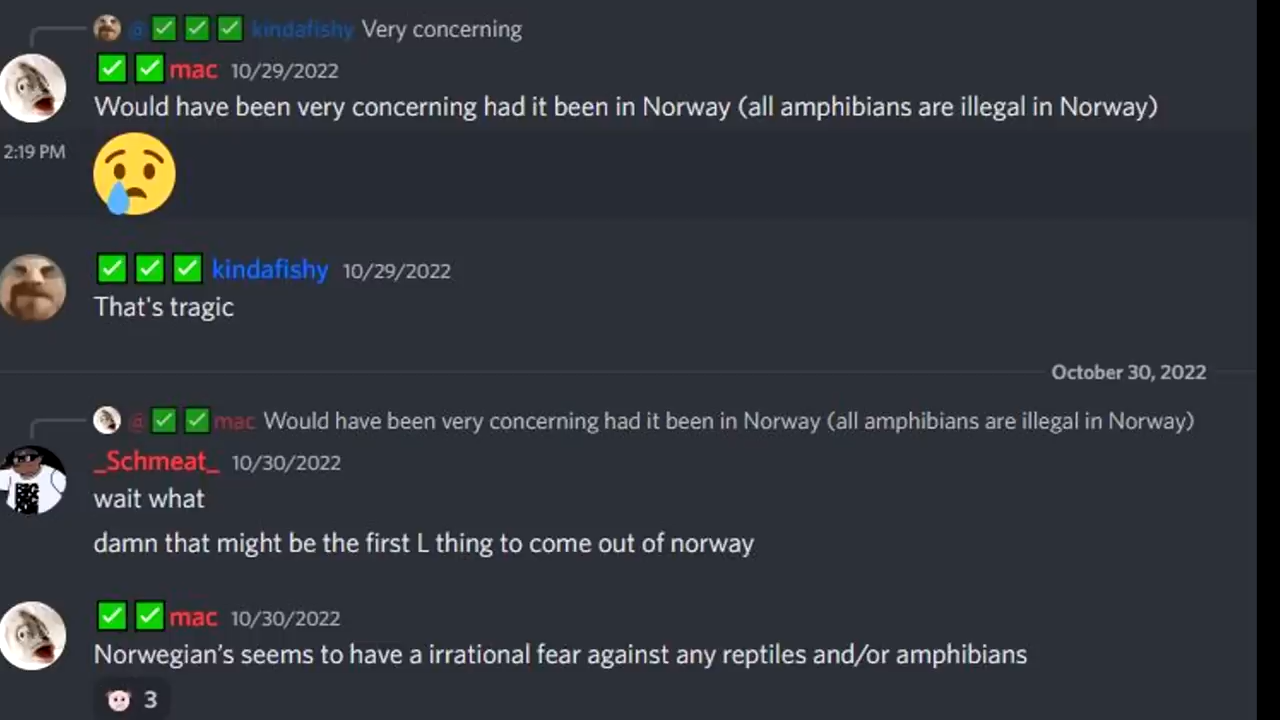 @ ✅ ✅ ✅ kindafishy Very concerning
✅ ✅ mac 10/29/2022
Would have been very concerning had it been in Norway (all amphibians are illegal in Norway)
2:19 PM 😢
✅ ✅ ✅ kindafishy 10/29/2022
That's tragic
October 30, 2022
@ ✅ ✅ mac Would have been very concerning had it been in Norway (all amphibians are illegal in Norway)
_Schmeat_ 10/30/2022
wait what
damn that might be the first L thing to come out of norway
✅ ✅ mac 10/30/2022
Norwegian's seems to have a irrational fear against any reptiles and/or amphibians
3